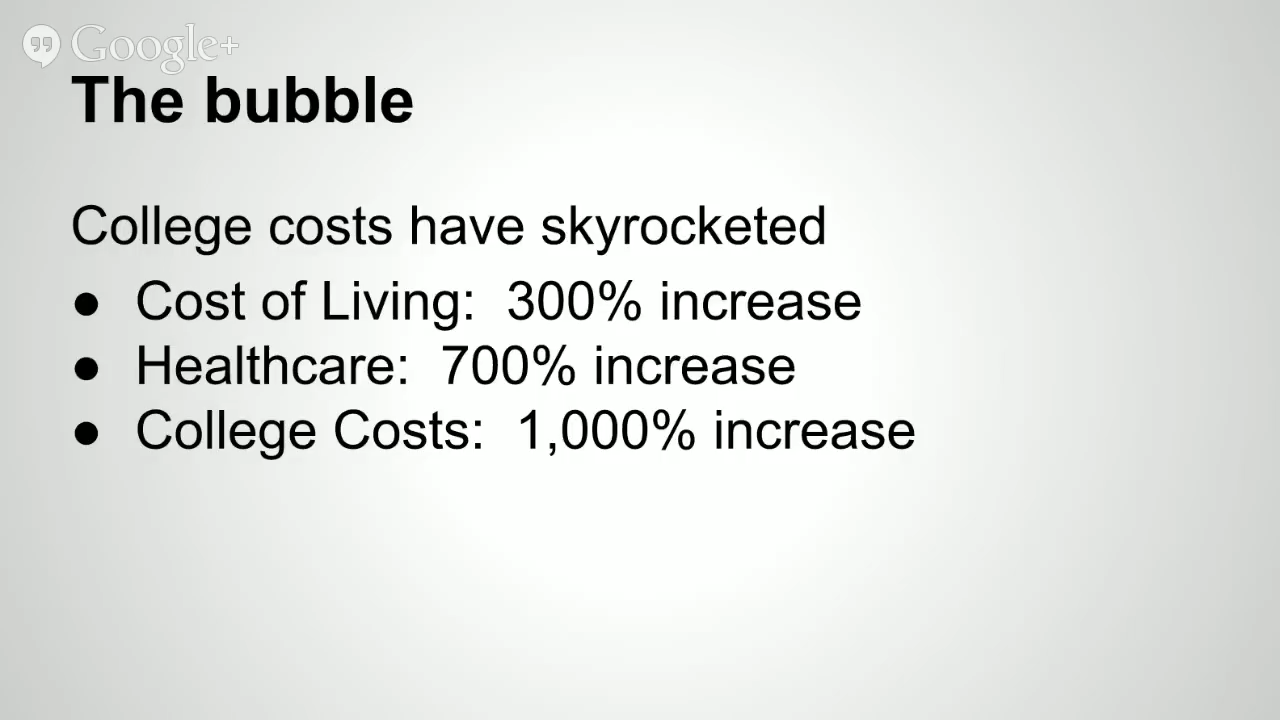 Google+
The bubble
College costs have skyrocketed
● Cost of Living:  300% increase
● Healthcare:  700% increase
● College Costs:  1,000% increase